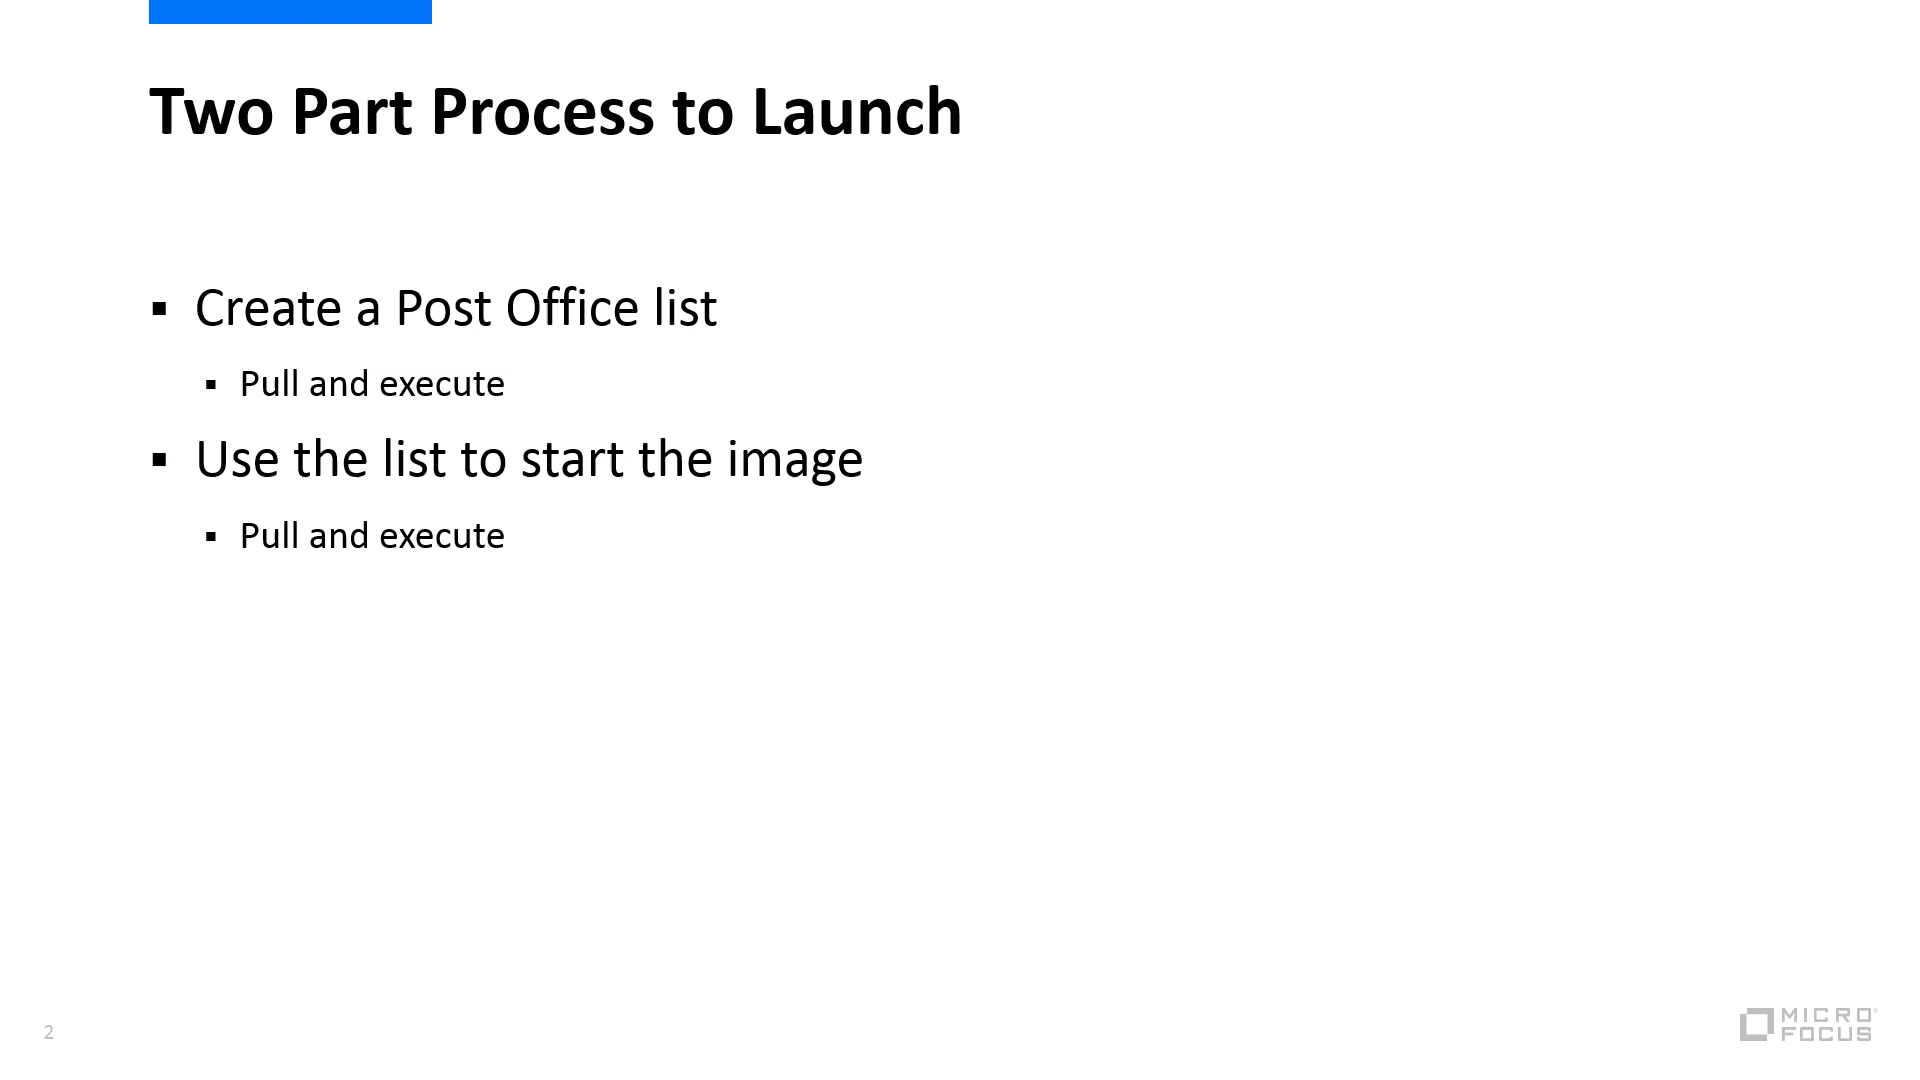 Two Part Process to Launch
▪ Create a Post Office list
▪ Pull and execute
▪ Use the list to start the image
▪ Pull and execute
2
MICRO
FOCUS